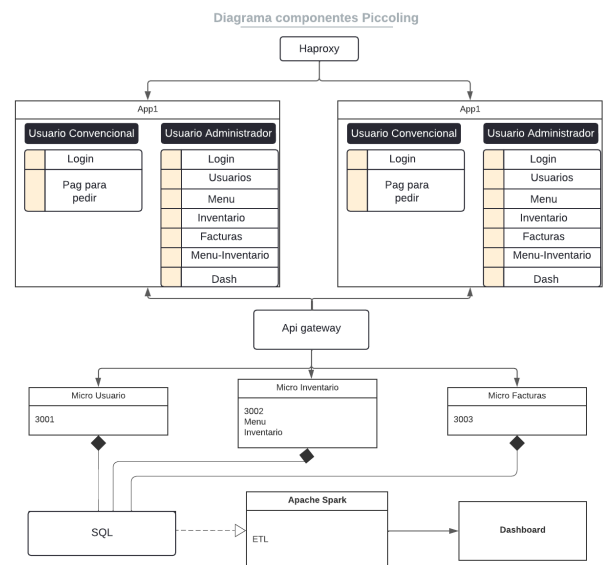 Diagrama componentes Piccoling
Haproxy
App1
Usuario Convencional
Usuario Administrador
Login
Pag para
pedir
Login
Usuarios
Menu
Inventario
Facturas
Menu-Inventario
Dash
App1
Usuario Convencional
Usuario Administrador
Login
Pag para
pedir
Login
Usuarios
Menu
Inventario
Facturas
Menu-Inventario
Dash
Api gateway
Micro Usuario
3001
Micro Inventario
3002
Menu
Inventario
Micro Facturas
3003
SQL
Apache Spark
ETL
Dashboard